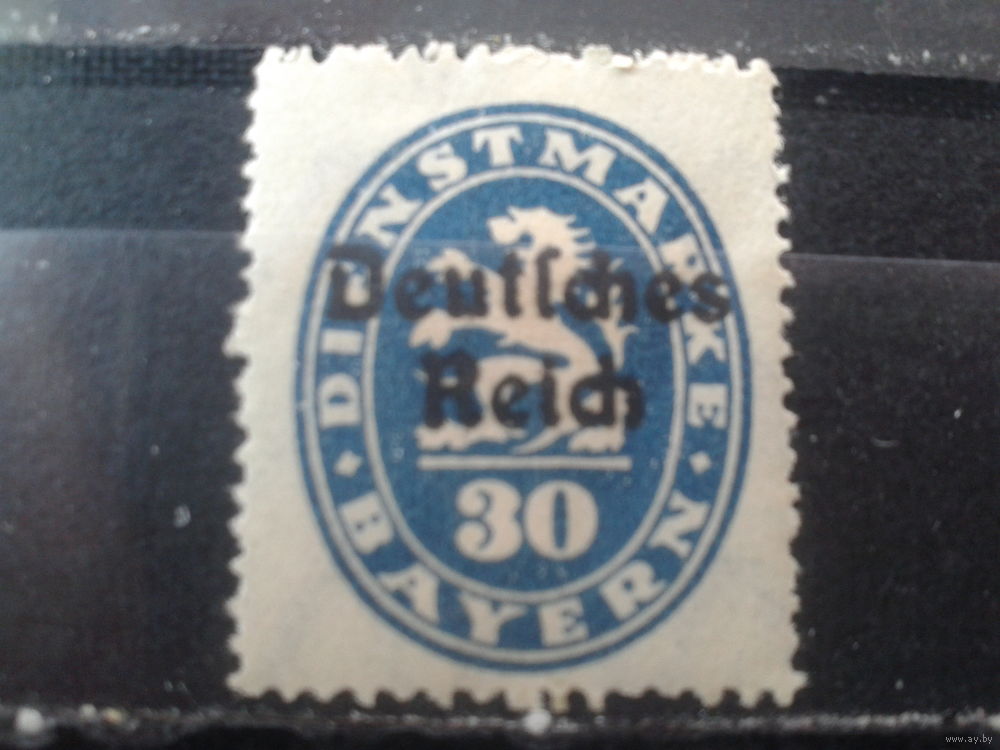 DIENSTMARKE
Deutſches
Reich
30
BAYERN
www.ay.by